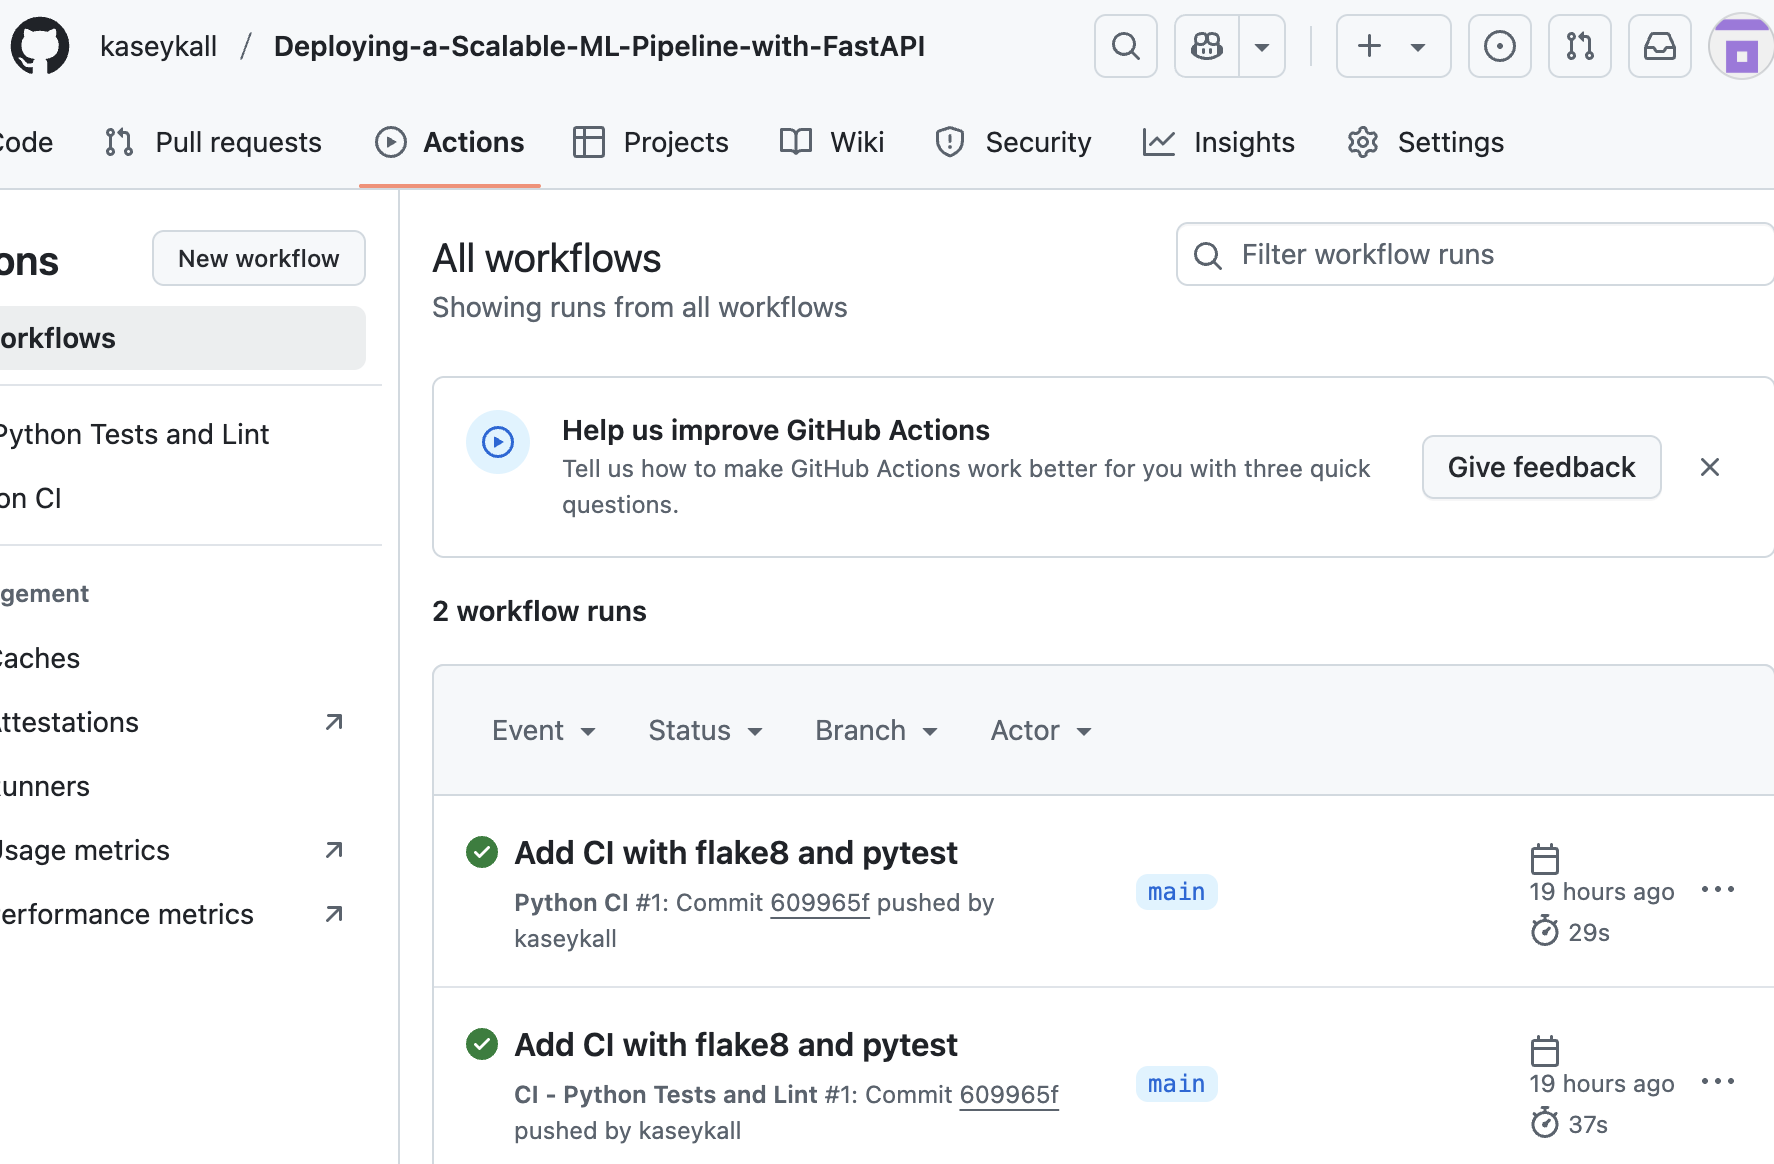 kaseykall / Deploying-a-Scalable-ML-Pipeline-with-FastAPI
Code Pull requests Actions Projects Wiki Security Insights Settings
ons New workflow
orkflows
Python Tests and Lint
on CI
gement
Caches
ttestations
unners
Usage metrics
erformance metrics
All workflows
Showing runs from all workflows
Filter workflow runs
Help us improve GitHub Actions
Tell us how to make GitHub Actions work better for you with three quick
questions.
Give feedback
2 workflow runs
Event Status Branch Actor
Add CI with flake8 and pytest
Python CI #1: Commit 609965f pushed by
kaseykall
main
19 hours ago
29s
Add CI with flake8 and pytest
CI - Python Tests and Lint #1: Commit 609965f
pushed by kaseykall
main
19 hours ago
37s